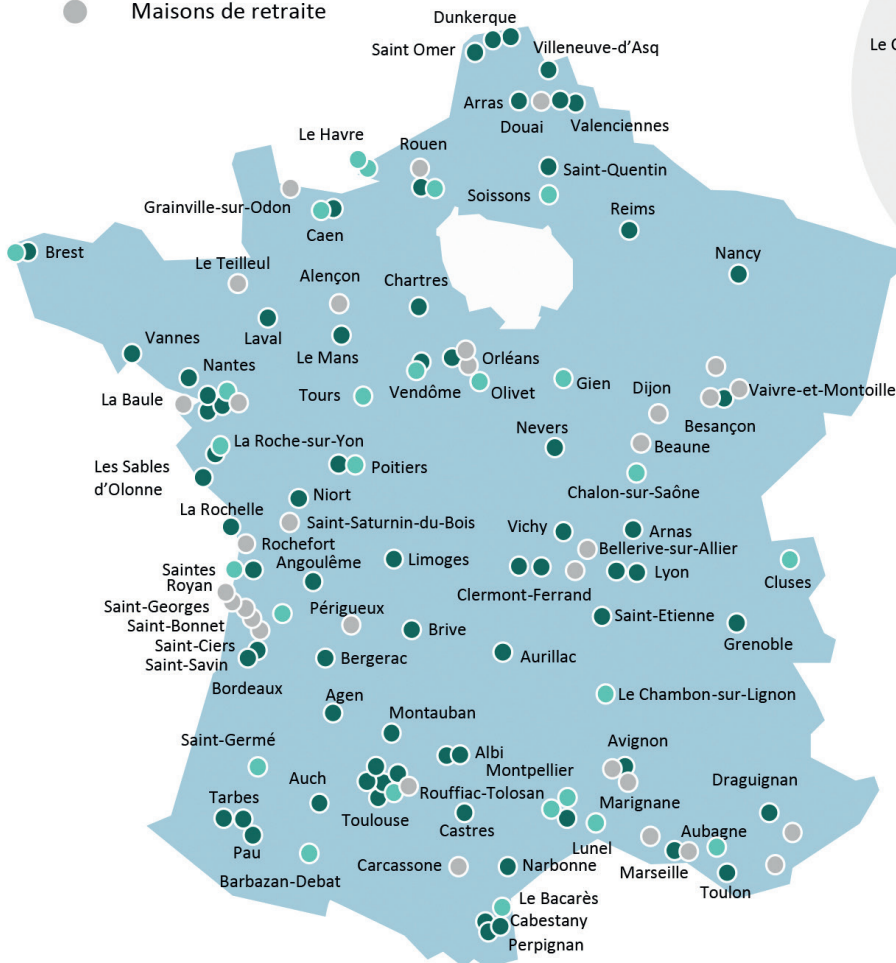 Maisons de retraite
Dunkerque
Saint Omer
Villeneuve-d'Asq
Le
Arras
Douai
Valenciennes
Le Havre
Rouen
Saint-Quentin
Soissons
Grainville-sur-Odon
Caen
Reims
Brest
Le Teilleul
Alençon
Chartres
Nancy
Vannes
Laval
Le Mans
Orléans
Nantes
La Baule
Tours
Vendôme
Olivet
Gien
Dijon
Vaivre-et-Montoille
Besançon
La Roche-sur-Yon
Nevers
Beaune
Les Sables
d'Olonne
Poitiers
Chalon-sur-Saône
Niort
La Rochelle
Saint-Saturnin-du-Bois
Vichy
Arnas
Rochefort
Bellerive-sur-Allier
Saintes
Angoulême
Limoges
Lyon
Cluses
Royan
Clermont-Ferrand
Saint-Georges
Périgueux
Saint-Etienne
Saint-Bonnet
Brive
Grenoble
Saint-Ciers
Saint-Savin
Bergerac
Aurillac
Bordeaux
Agen
Le Chambon-sur-Lignon
Montauban
Saint-Germé
Albi
Avignon
Montpellier
Auch
Draguignan
Tarbes
Rouffiac-Tolosan
Marignane
Toulouse
Castres
Aubagne
Pau
Lunel
Barbazan-Debat
Carcassone
Narbonne
Marseille
Toulon
Le Bacarès
Cabestany
Perpignan